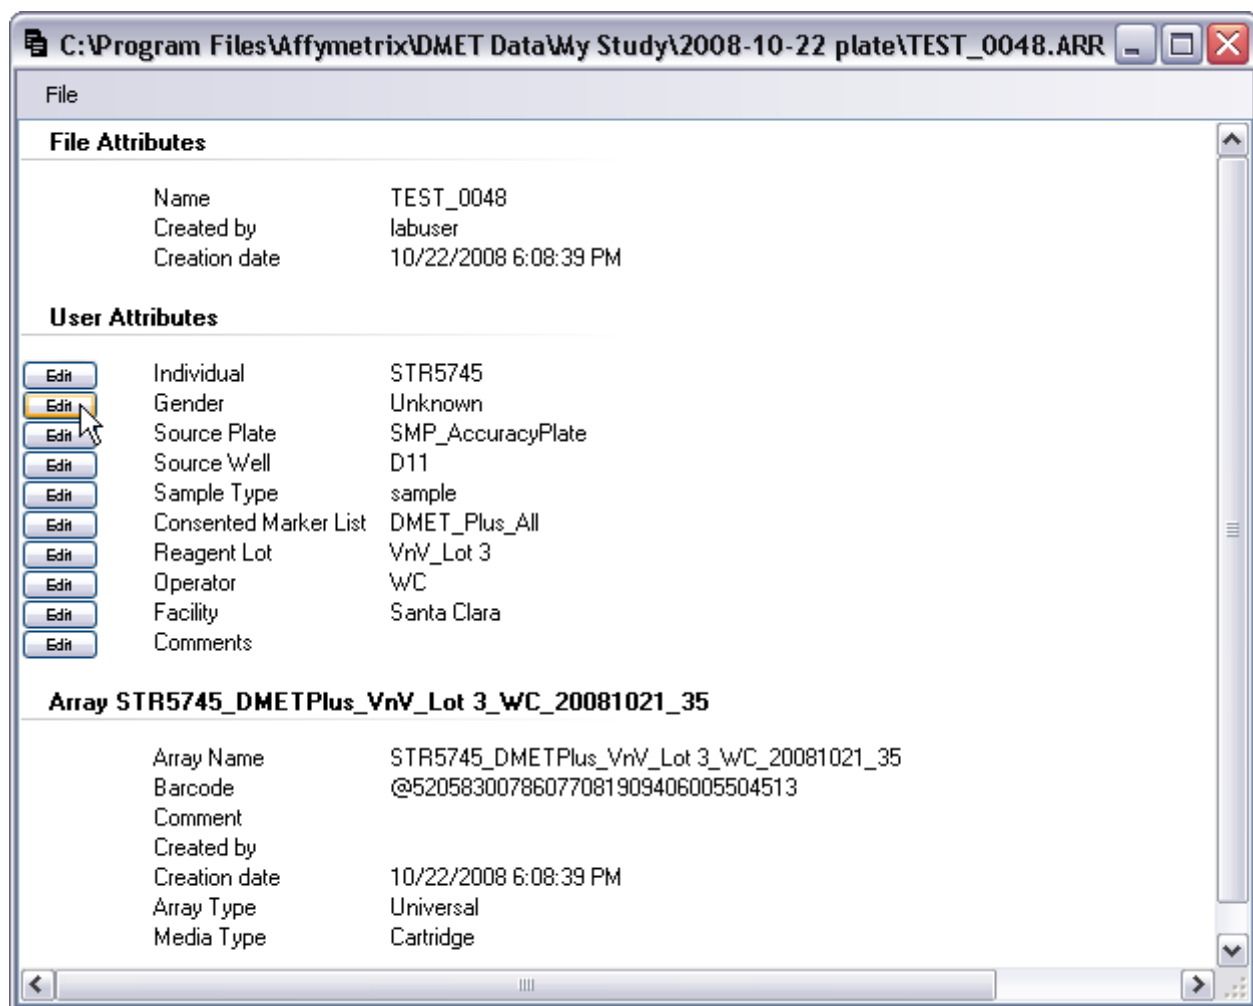 C:\Program Files\Affymetrix\DMET Data\My Study\2008-10-22 plate\TEST_0048.ARR
File
File Attributes
Name TEST_0048
Created by labuser
Creation date 10/22/2008 6:08:39 PM
User Attributes
Edit Individual STR5745
Edit Gender Unknown
Edit Source Plate SMP_AccuracyPlate
Edit Source Well D11
Edit Sample Type sample
Edit Consented Marker List DMET_Plus_All
Edit Reagent Lot VnV_Lot 3
Edit Operator WC
Edit Facility Santa Clara
Edit Comments
Array STR5745_DMETPlus_VnV_Lot 3_WC_20081021_35
Array Name STR5745_DMETPlus_VnV_Lot 3_WC_20081021_35
Barcode @52058300786077081909406005504513
Comment
Created by
Creation date 10/22/2008 6:08:39 PM
Array Type Universal
Media Type Cartridge